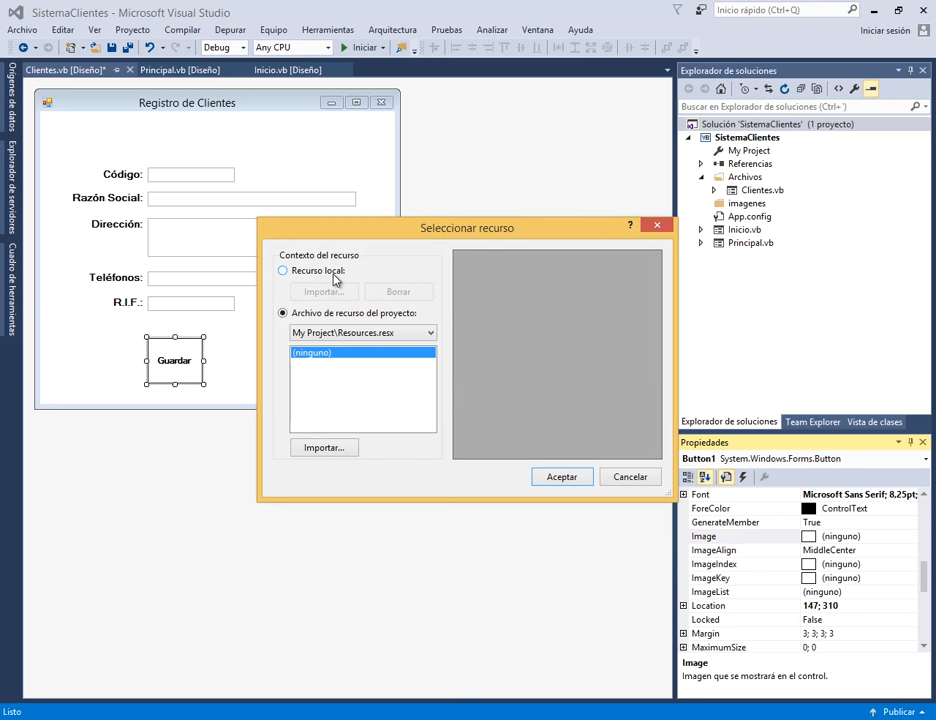 SistemaClientes - Microsoft Visual Studio
Inicio rápido (Ctrl+Q)
Archivo Editar Ver Proyecto Compilar Depurar Equipo Herramientas Arquitectura Pruebas Analizar Ventana Ayuda
Iniciar sesión
Debug Any CPU Iniciar
Clientes.vb [Diseño]* Principal.vb [Diseño] Inicio.vb [Diseño]
Orígenes de datos
Explorador de servidores
Cuadro de herramientas
Registro de Clientes
Código:
Razón Social:
Dirección:
Teléfonos:
R.I.F.:
Guardar
Seleccionar recurso
?
Contexto del recurso
Recurso local:
Importar... Borrar
Archivo de recurso del proyecto:
My Project\Resources.resx
(ninguno)
Importar...
Aceptar Cancelar
Explorador de soluciones
Buscar en Explorador de soluciones (Ctrl+')
Solución 'SistemaClientes' (1 proyecto)
VB SistemaClientes
My Project
Referencias
Archivos
Clientes.vb
imagenes
App.config
Inicio.vb
Principal.vb
Explorador de soluciones Team Explorer Vista de clases
Propiedades
Button1 System.Windows.Forms.Button
Font Microsoft Sans Serif; 8,25pt;
ForeColor ControlText
GenerateMember True
Image (ninguno)
ImageAlign MiddleCenter
ImageIndex (ninguno)
ImageKey (ninguno)
ImageList (ninguno)
Location 147; 310
Locked False
Margin 3; 3; 3; 3
MaximumSize 0; 0
Image
Imagen que se mostrará en el control.
Listo
Publicar